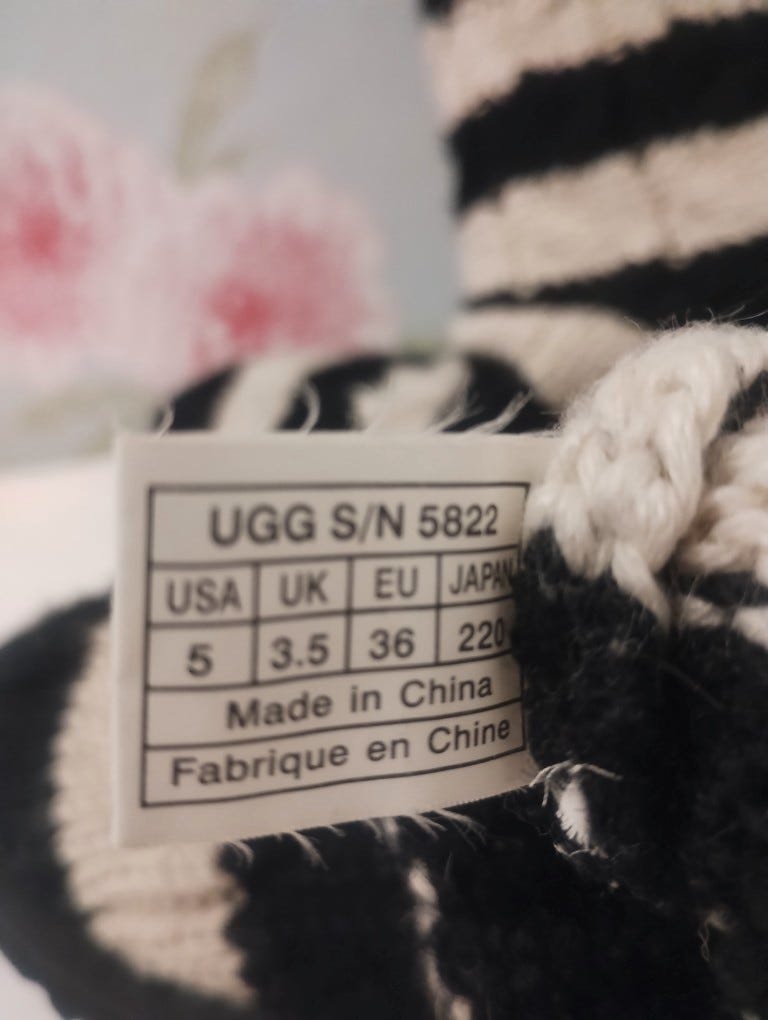 UGG S/N 5822
USA UK EU JAPAN
5 3.5 36 220
Made in China
Fabrique en Chine